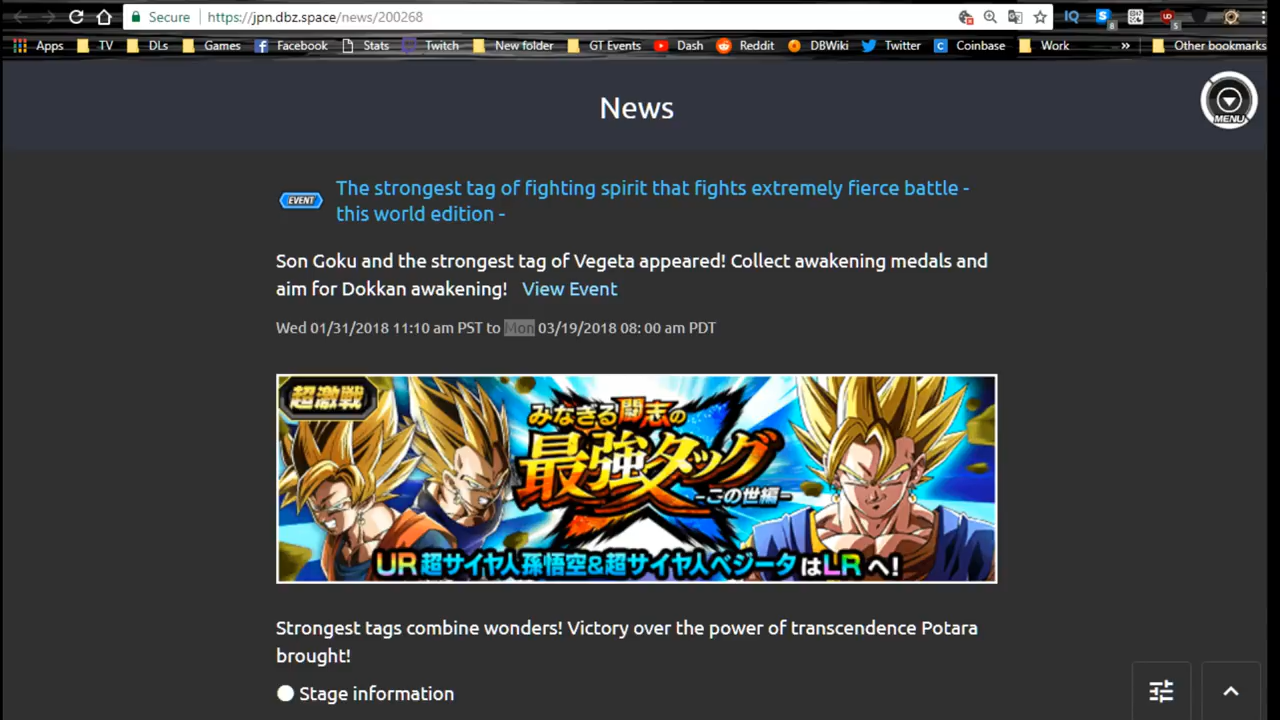 Secure https://jpn.dbz.space/news/200268
Apps TV DLs Games Facebook Stats Twitch New folder GT Events Dash Reddit DBWiki Twitter Coinbase Work » Other bookmarks
News
MENU
EVENT The strongest tag of fighting spirit that fights extremely fierce battle -
this world edition -
Son Goku and the strongest tag of Vegeta appeared! Collect awakening medals and
aim for Dokkan awakening! View Event
Wed 01/31/2018 11:10 am PST to Mon 03/19/2018 08: 00 am PDT
超激戦
みなぎる闘志の
最強タッグ
-この世編-
UR超サイヤ人孫悟空&超サイヤ人ベジータはLRへ!
Strongest tags combine wonders! Victory over the power of transcendence Potara
brought!
Stage information